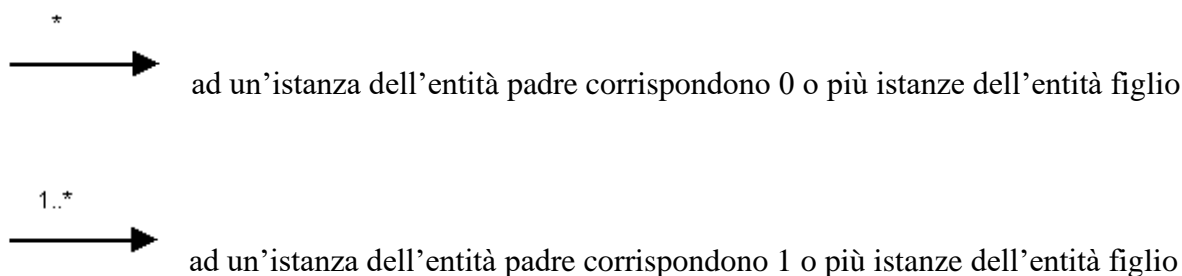 *
ad un’istanza dell’entità padre corrispondono 0 o più istanze dell’entità figlio
1..*
ad un’istanza dell’entità padre corrispondono 1 o più istanze dell’entità figlio